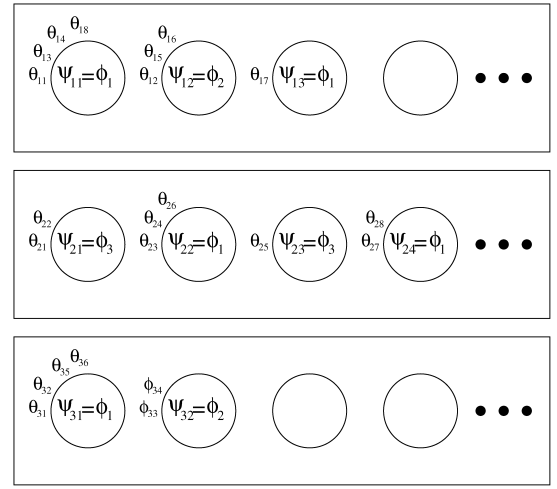 θ₁₄ θ₁₈
θ₁₃
θ₁₁ ψ₁₁=ϕ₁
θ₁₆
θ₁₅
θ₁₂ ψ₁₂=ϕ₂
θ₁₇ ψ₁₃=ϕ₁
θ₂₂
θ₂₁ ψ₂₁=ϕ₃
θ₂₆
θ₂₄
θ₂₃ ψ₂₂=ϕ₁
θ₂₅ ψ₂₃=ϕ₃
θ₂₈
θ₂₇ ψ₂₄=ϕ₁
θ₃₅ θ₃₆
θ₃₂
θ₃₁ ψ₃₁=ϕ₁
ϕ₃₄
ϕ₃₃ ψ₃₂=ϕ₂